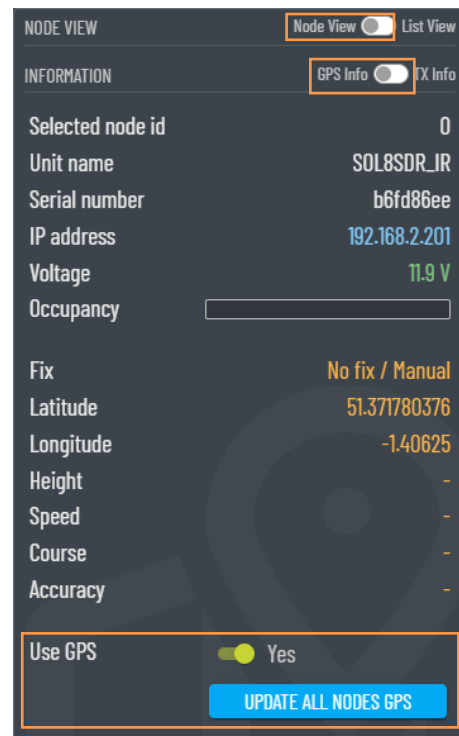 NODE VIEW Node View List View
INFORMATION GPS Info TX Info
Selected node id 0
Unit name SOL8SDR_IR
Serial number b6fd86ee
IP address 192.168.2.201
Voltage 11.9 V
Occupancy
Fix No fix / Manual
Latitude 51.371780376
Longitude -1.40625
Height -
Speed -
Course -
Accuracy -
Use GPS Yes
UPDATE ALL NODES GPS